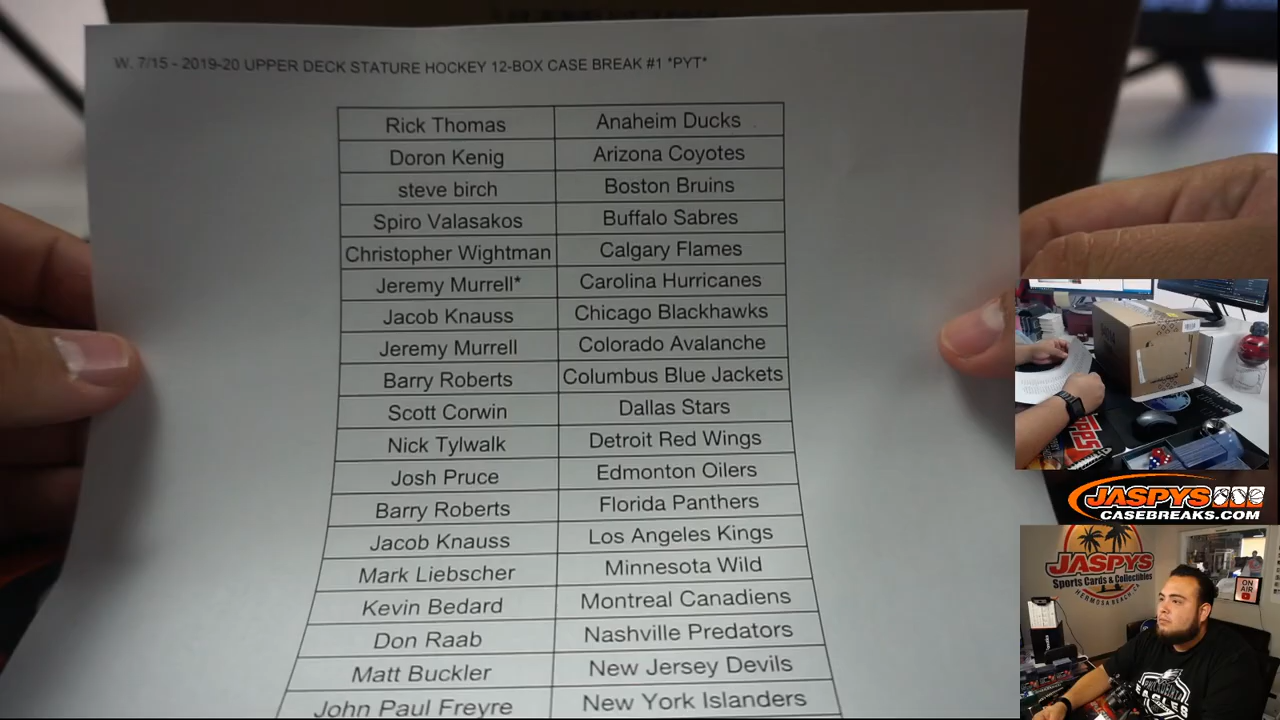 W. 7/15 - 2019-20 UPPER DECK STATURE HOCKEY 12-BOX CASE BREAK #1 *PYT*
Rick Thomas Anaheim Ducks
Doron Kenig Arizona Coyotes
steve birch Boston Bruins
Spiro Valasakos Buffalo Sabres
Christopher Wightman Calgary Flames
Jeremy Murrell* Carolina Hurricanes
Jacob Knauss Chicago Blackhawks
Jeremy Murrell Colorado Avalanche
Barry Roberts Columbus Blue Jackets
Scott Corwin Dallas Stars
Nick Tylwalk Detroit Red Wings
Josh Pruce Edmonton Oilers
Barry Roberts Florida Panthers
Jacob Knauss Los Angeles Kings
Mark Liebscher Minnesota Wild
Kevin Bedard Montreal Canadiens
Don Raab Nashville Predators
Matt Buckler New Jersey Devils
John Paul Freyre New York Islanders
JASPYS
CASEBREAKS.COM
JASPYS
Sports Cards & Collectibles
HERMOSA BEACH, CA
ON AIR